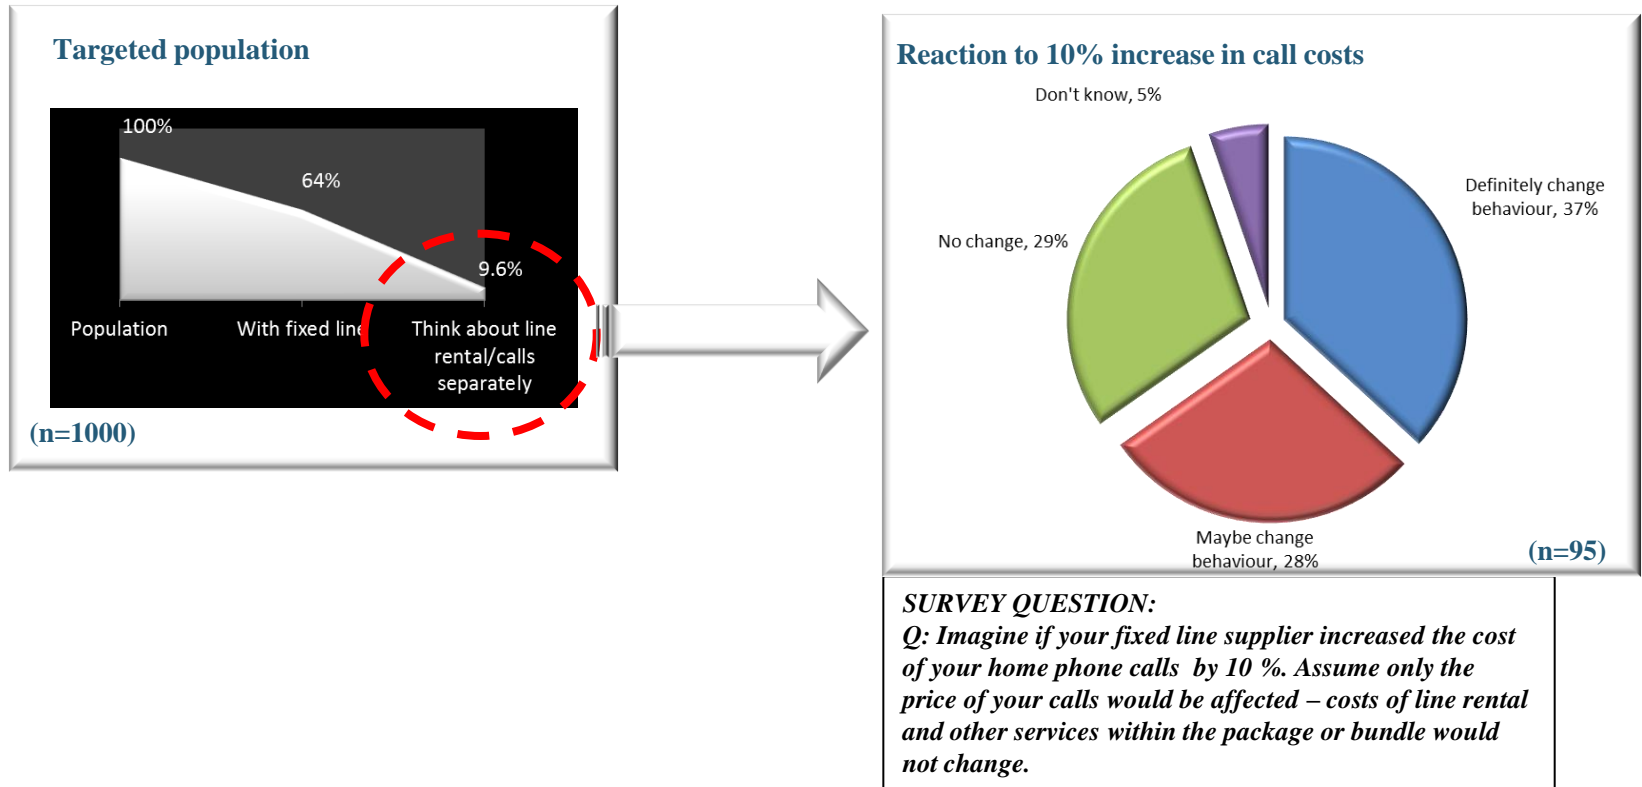 Targeted population
100%
64%
9.6%
Population
With fixed line
Think about line
rental/calls
separately
(n=1000)
Reaction to 10% increase in call costs
Don't know, 5%
Definitely change
behaviour, 37%
No change, 29%
Maybe change
behaviour, 28%
(n=95)
SURVEY QUESTION:
Q: Imagine if your fixed line supplier increased the cost
of your home phone calls by 10 %. Assume only the
price of your calls would be affected – costs of line rental
and other services within the package or bundle would
not change.